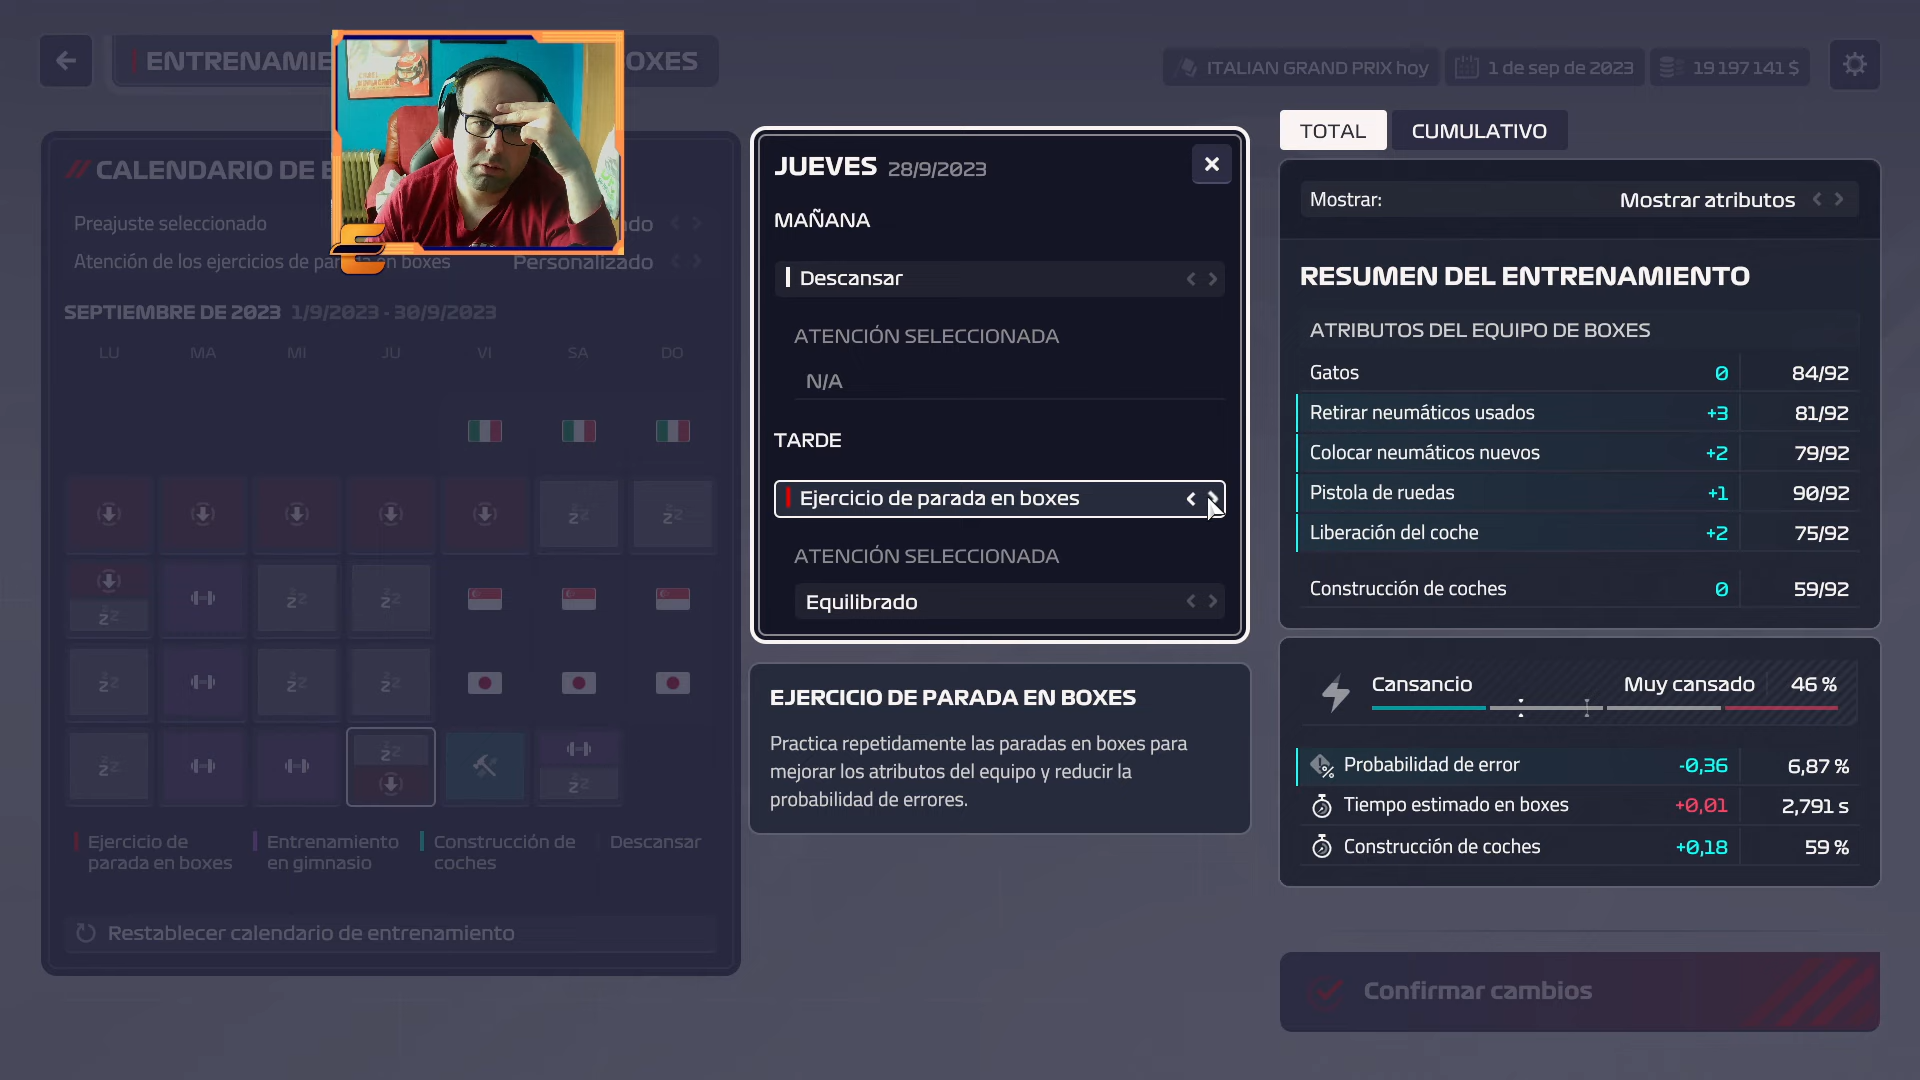 ENTRENAMIE
OXES
ITALIAN GRAND PRIX hoy
1 de sep de 2023
19 197 141 $
CALENDARIO DE E
Preajuste seleccionado
ado
Atención de los ejercicios de parada en boxes
Personalizado
SEPTIEMBRE DE 2023 1/9/2023 - 30/9/2023
LU MA MI JU VI SA DO
Ejercicio de parada en boxes
Entrenamiento en gimnasio
Construcción de coches
Descansar
Restablecer calendario de entrenamiento
JUEVES 28/9/2023
MAÑANA
Descansar
ATENCIÓN SELECCIONADA
N/A
TARDE
Ejercicio de parada en boxes
ATENCIÓN SELECCIONADA
Equilibrado
EJERCICIO DE PARADA EN BOXES
Practica repetidamente las paradas en boxes para
mejorar los atributos del equipo y reducir la
probabilidad de errores.
TOTAL
CUMULATIVO
Mostrar: Mostrar atributos
RESUMEN DEL ENTRENAMIENTO
ATRIBUTOS DEL EQUIPO DE BOXES
Gatos 0 84/92
Retirar neumáticos usados +3 81/92
Colocar neumáticos nuevos +2 79/92
Pistola de ruedas +1 90/92
Liberación del coche +2 75/92
Construcción de coches 0 59/92
Cansancio Muy cansado 46 %
Probabilidad de error -0,36 6,87 %
Tiempo estimado en boxes +0,01 2,791 s
Construcción de coches +0,18 59 %
Confirmar cambios